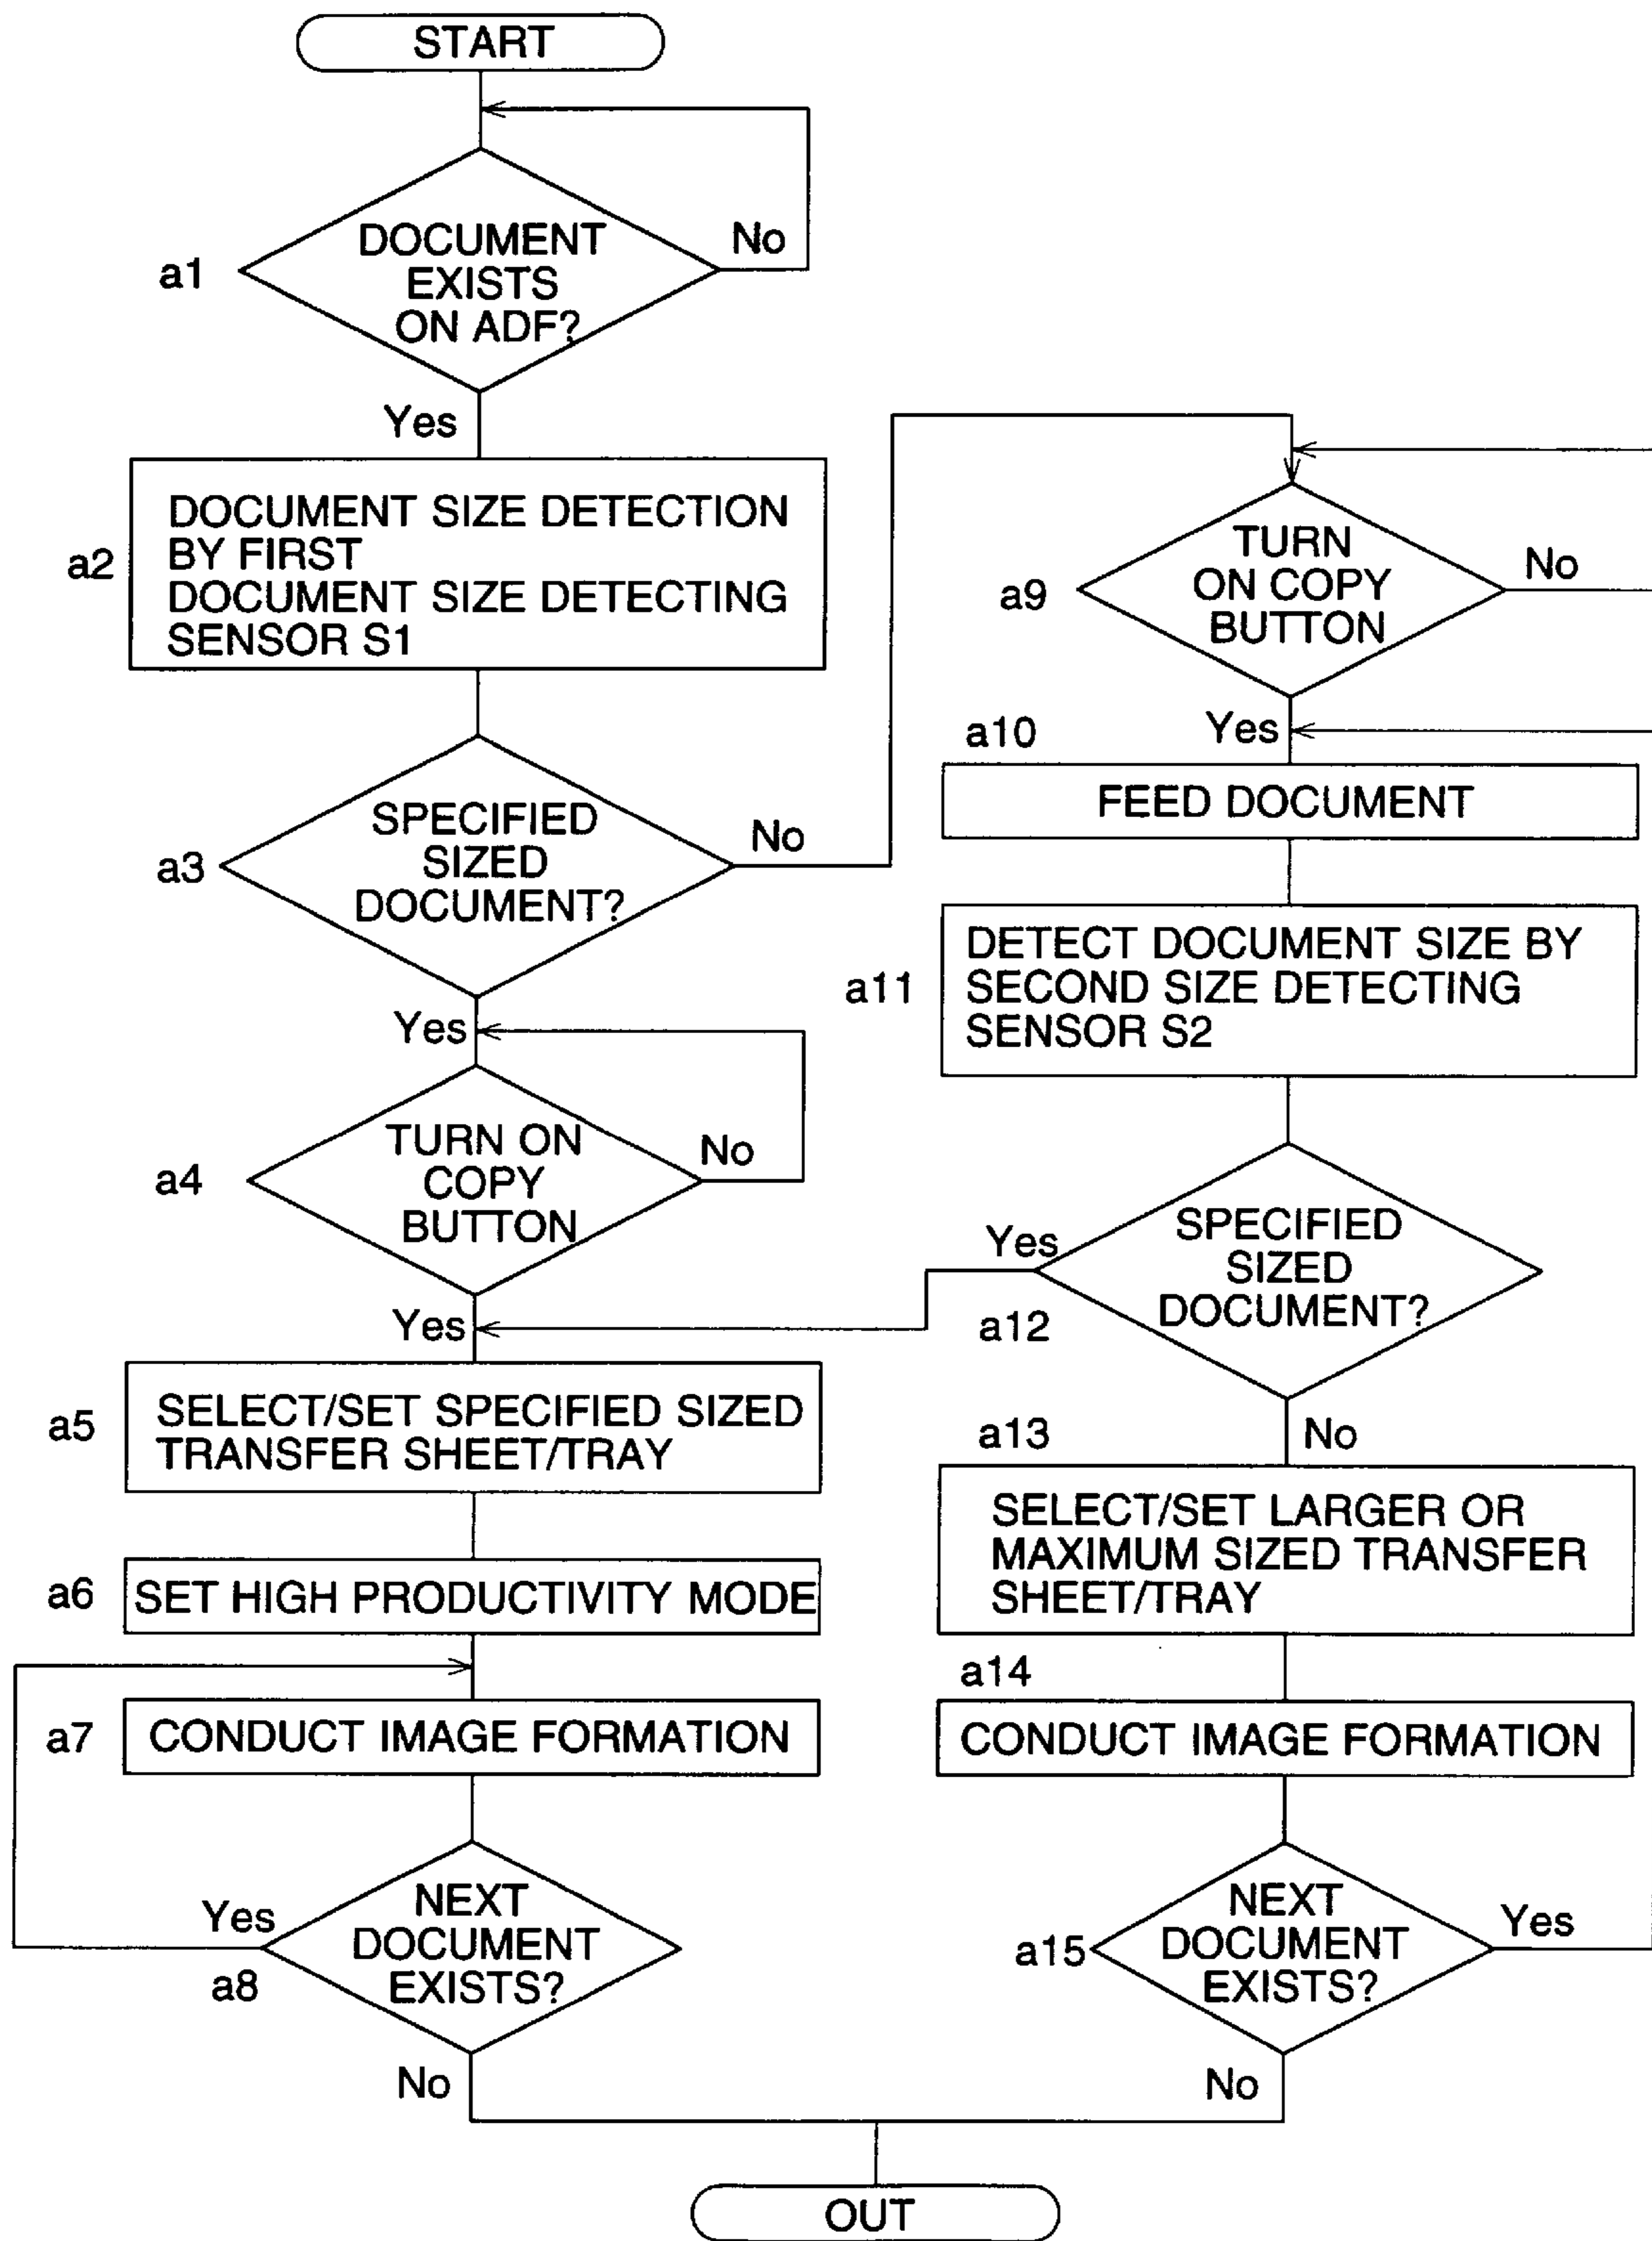 START
DOCUMENT
EXISTS
ON ADF?
No
a1
Yes
DOCUMENT SIZE DETECTION
BY FIRST
DOCUMENT SIZE DETECTING
SENSOR S1
a2
SPECIFIED
SIZED
DOCUMENT?
No
a3
Yes
TURN ON
COPY
BUTTON
No
a4
Yes
SELECT/SET SPECIFIED SIZED
TRANSFER SHEET/TRAY
a5
SET HIGH PRODUCTIVITY MODE
a6
CONDUCT IMAGE FORMATION
a7
NEXT
DOCUMENT
EXISTS?
Yes
a8
No
TURN
ON COPY
BUTTON
No
a9
Yes
a10
FEED DOCUMENT
DETECT DOCUMENT SIZE BY
SECOND SIZE DETECTING
SENSOR S2
a11
SPECIFIED
SIZED
DOCUMENT?
Yes
a12
No
a13
SELECT/SET LARGER OR
MAXIMUM SIZED TRANSFER
SHEET/TRAY
a14
CONDUCT IMAGE FORMATION
NEXT
DOCUMENT
EXISTS?
Yes
a15
No
OUT